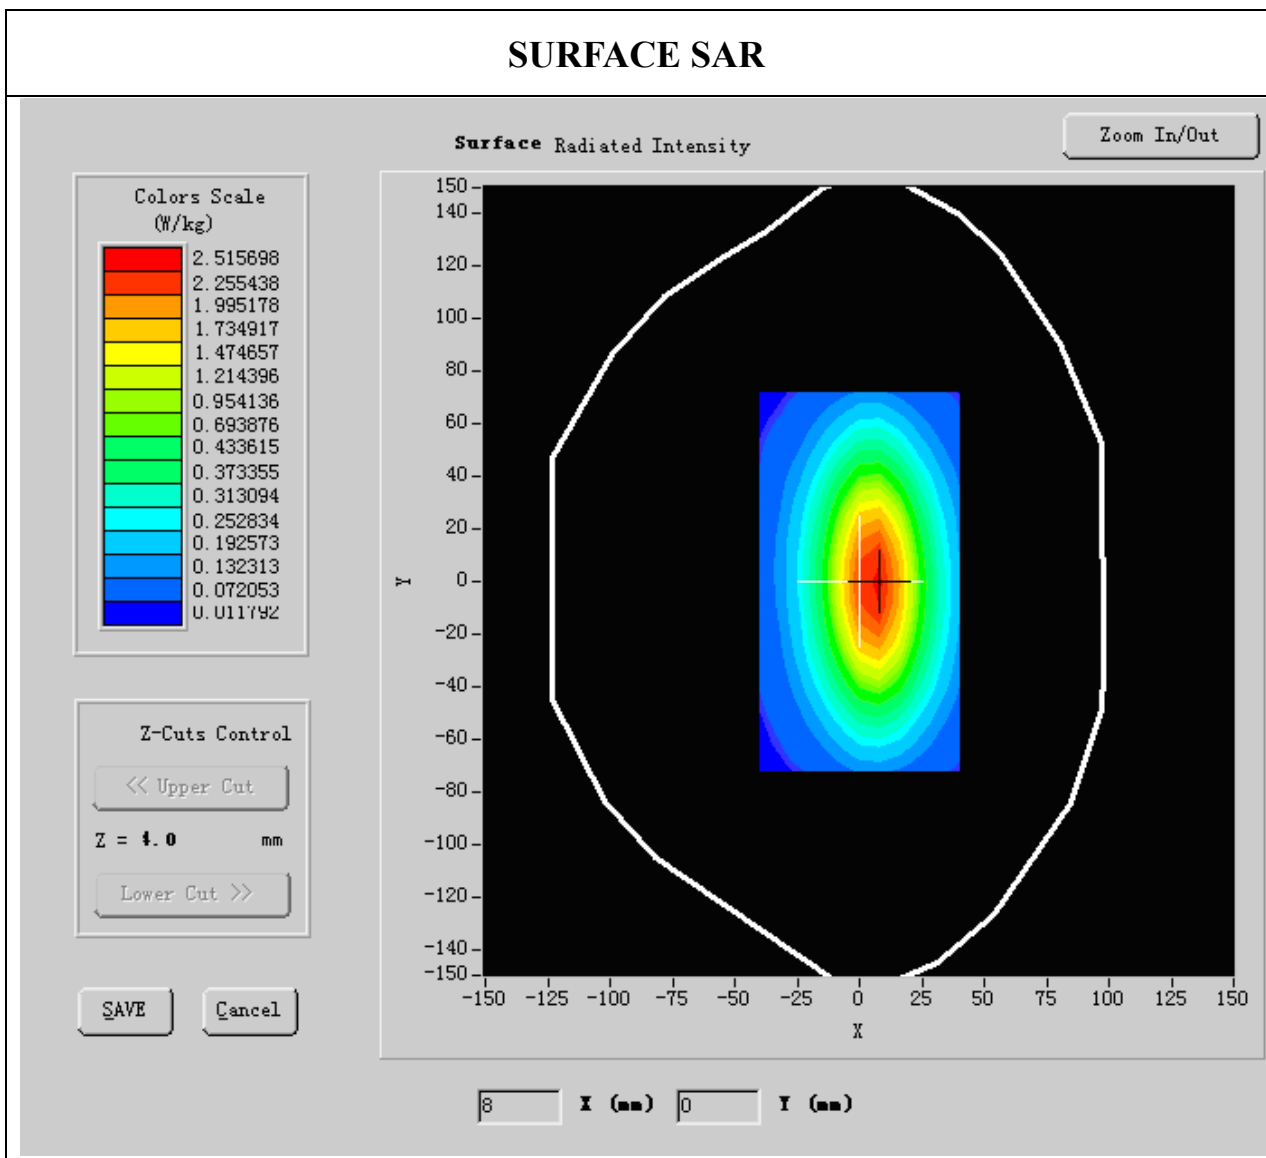 SURFACE SAR
Surface Radiated Intensity
Zoom In/Out
Colors Scale
(W/kg)
2.515698
2.255438
1.995178
1.734917
1.474657
1.214396
0.954136
0.693876
0.433615
0.373355
0.313094
0.252834
0.192573
0.132313
0.072053
0.011792
Z-Cuts Control
<< Upper Cut
Z = 4.0 mm
Lower Cut >>
SAVE Cancel
150
140
120
100
80
60
40
20
0
-20
-40
-60
-80
-100
-120
-140
-150
Y
-150 -125 -100 -75 -50 -25 0 25 50 75 100 125 150
X
8 X (mm) 0 Y (mm)